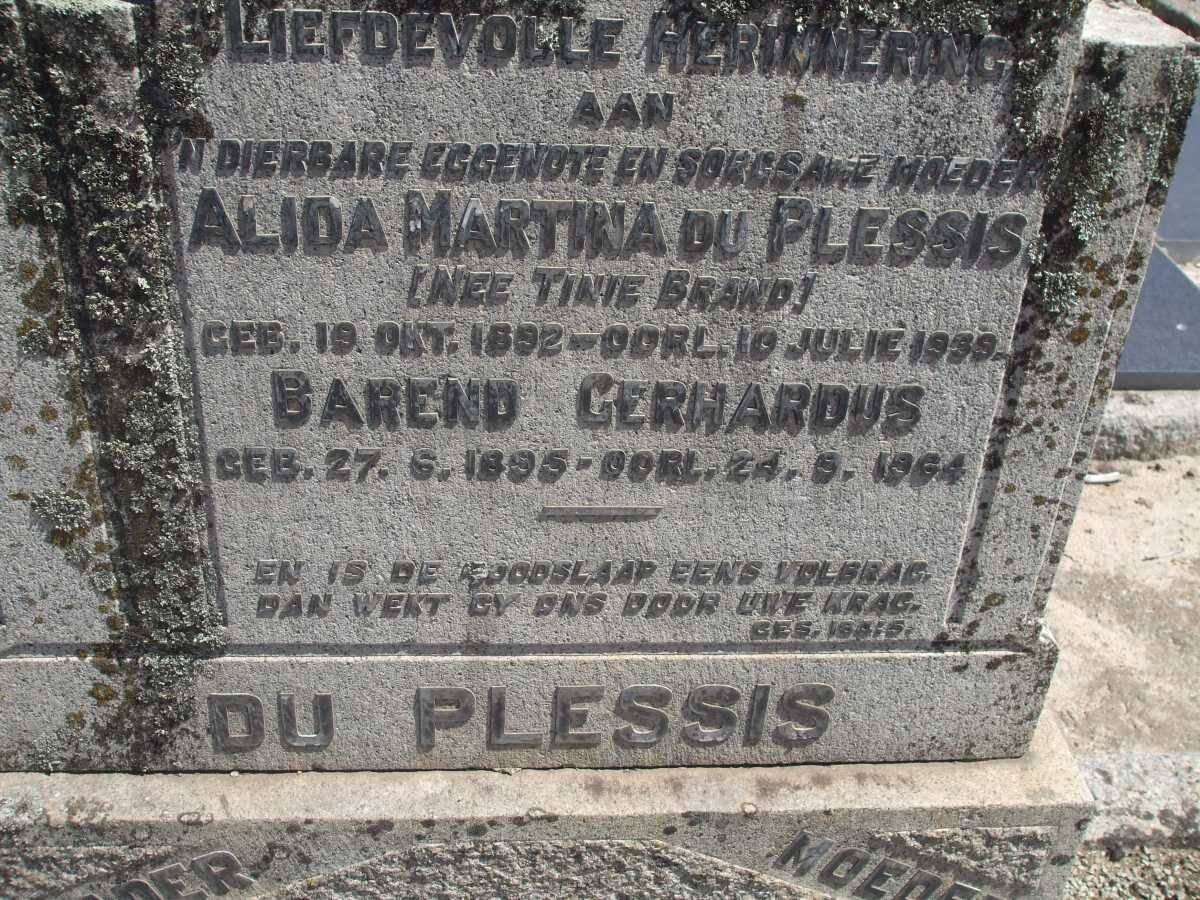 LIEFDEVOLLE HERINNERING
AAN
'N DIERBARE EGGENOTE EN SORGSAME MOEDER
ALIDA MARTINA DU PLESSIS
[NEE TINIE BRAND]
GEB. 19 OKT. 1892 - OORL. 10 JULIE 1939.
BAREND GERHARDUS
GEB. 27. 6. 1895 - OORL. 24. 9. 1964
EN IS DE DOODSLAAP EENS VOLBRAG.
DAN WEKT GY ONS DOOR UWE KRAG.
GES.
DU PLESSIS
DER MOEDER